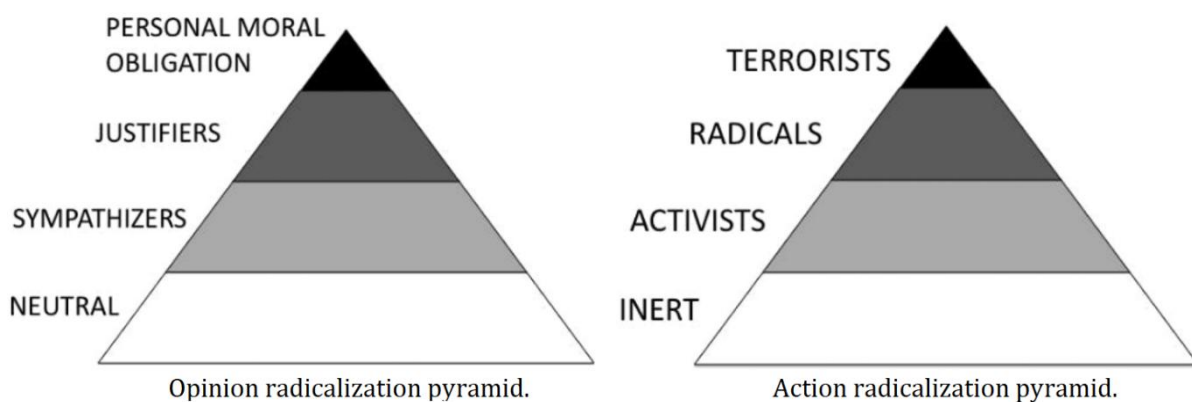 PERSONAL MORAL
OBLIGATION
JUSTIFIERS
SYMPATHIZERS
NEUTRAL
Opinion radicalization pyramid.
TERRORISTS
RADICALS
ACTIVISTS
INERT
Action radicalization pyramid.